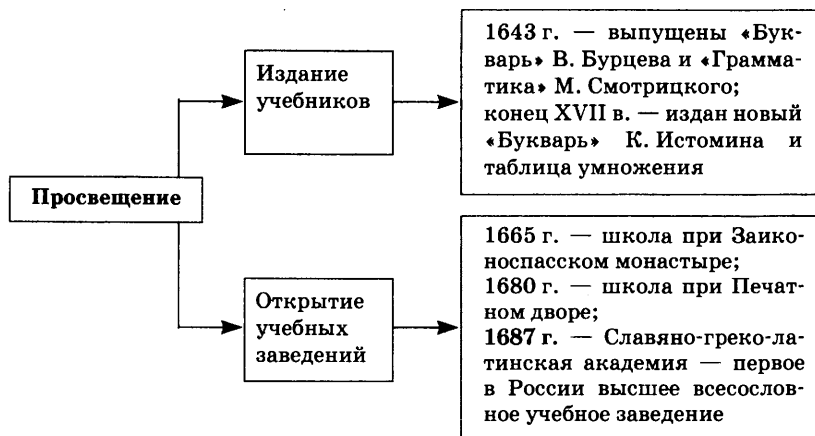 Просвещение
Издание
учебников
1643 г. — выпущены «Бук-
варь» В. Бурцева и «Грамма-
тика» М. Смотрицкого;
конец XVII в. — издан новый
«Букварь» К. Истомина и
таблица умножения
Открытие
учебных
заведений
1665 г. — школа при Заико-
носпасском монастыре;
1680 г. — школа при Печат-
ном дворе;
1687 г. — Славяно-греко-ла-
тинская академия — первое
в России высшее всесослов-
ное учебное заведение